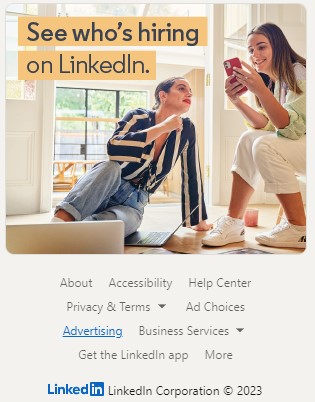 See who's hiring
on LinkedIn.
About Accessibility Help Center
Privacy & Terms Ad Choices
Advertising Business Services
Get the LinkedIn app More
LinkedIn LinkedIn Corporation © 2023